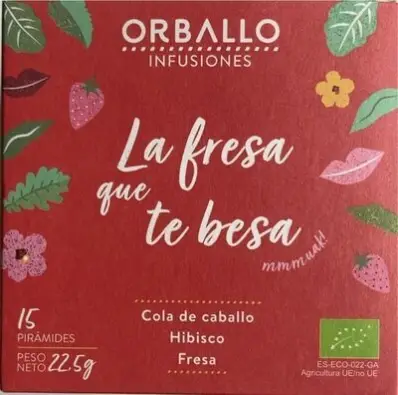 ORBALLO
INFUSIONES
La fresa
que
te besa
mmmuak!
15
PIRÁMIDES
PESO
NETO 22.5g
Cola de caballo
Hibisco
Fresa
ES-ECO-022-GA
Agricultura UE/no UE